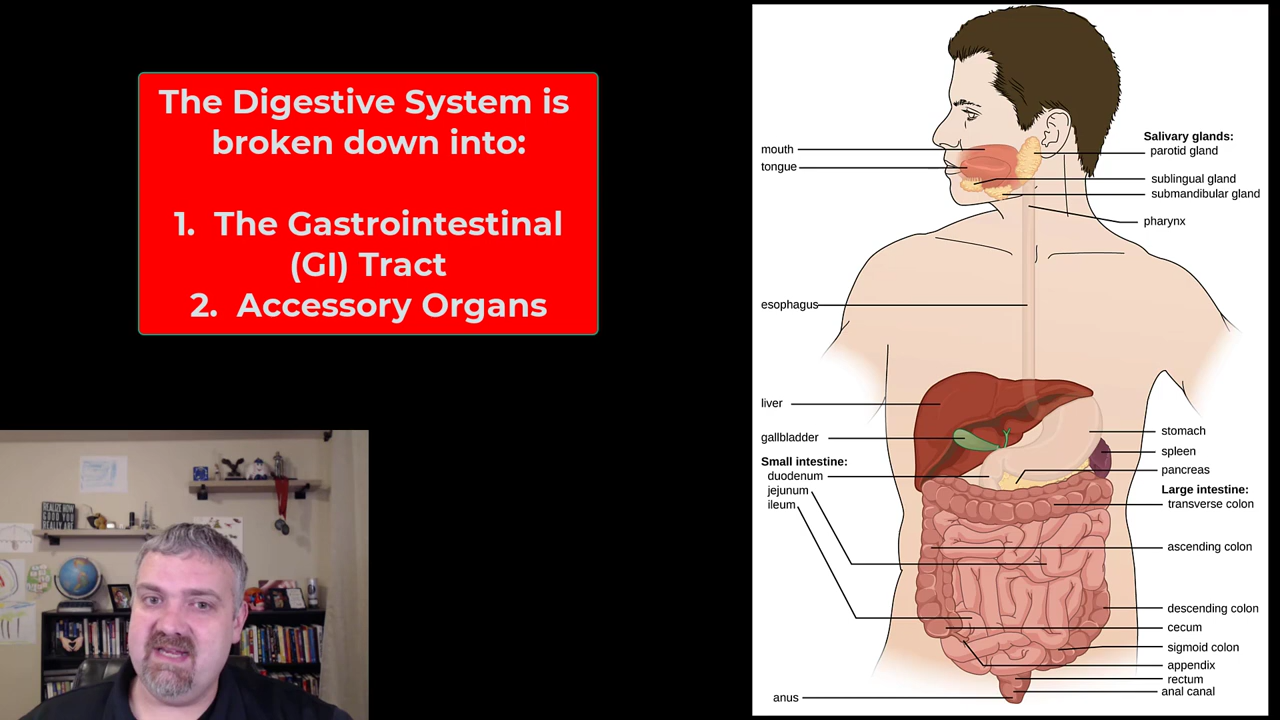 The Digestive System is
broken down into:
1. The Gastrointestinal
(GI) Tract
2. Accessory Organs
mouth
tongue
esophagus
liver
gallbladder
Small intestine:
duodenum
jejunum
ileum
anus
Salivary glands:
parotid gland
sublingual gland
submandibular gland
pharynx
stomach
spleen
pancreas
Large intestine:
transverse colon
ascending colon
descending colon
cecum
sigmoid colon
appendix
rectum
anal canal